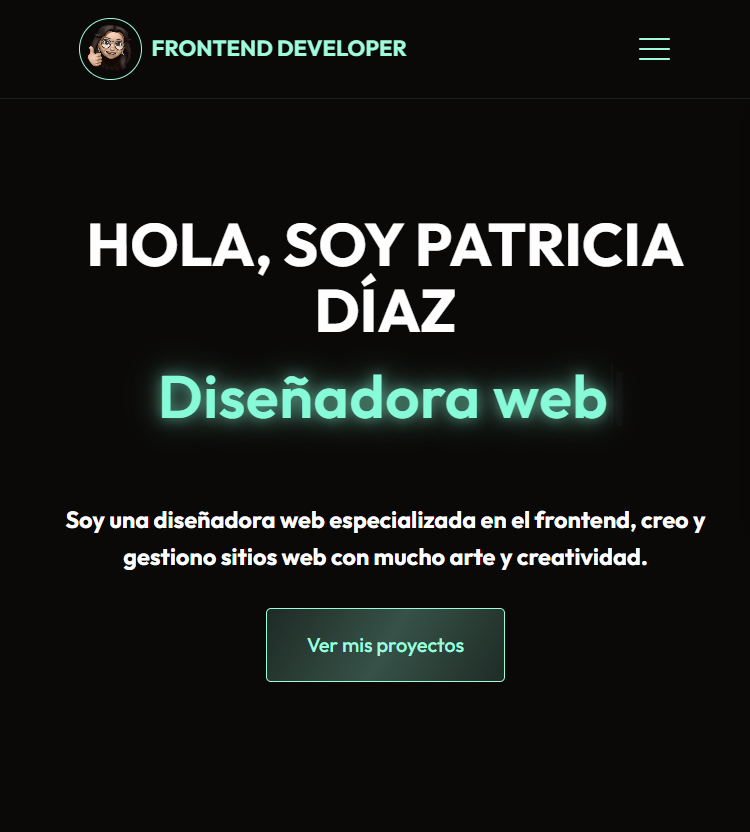 FRONTEND DEVELOPER
HOLA, SOY PATRICIA
DÍAZ
Diseñadora web
Soy una diseñadora web especializada en el frontend, creo y
gestiono sitios web con mucho arte y creatividad.
Ver mis proyectos